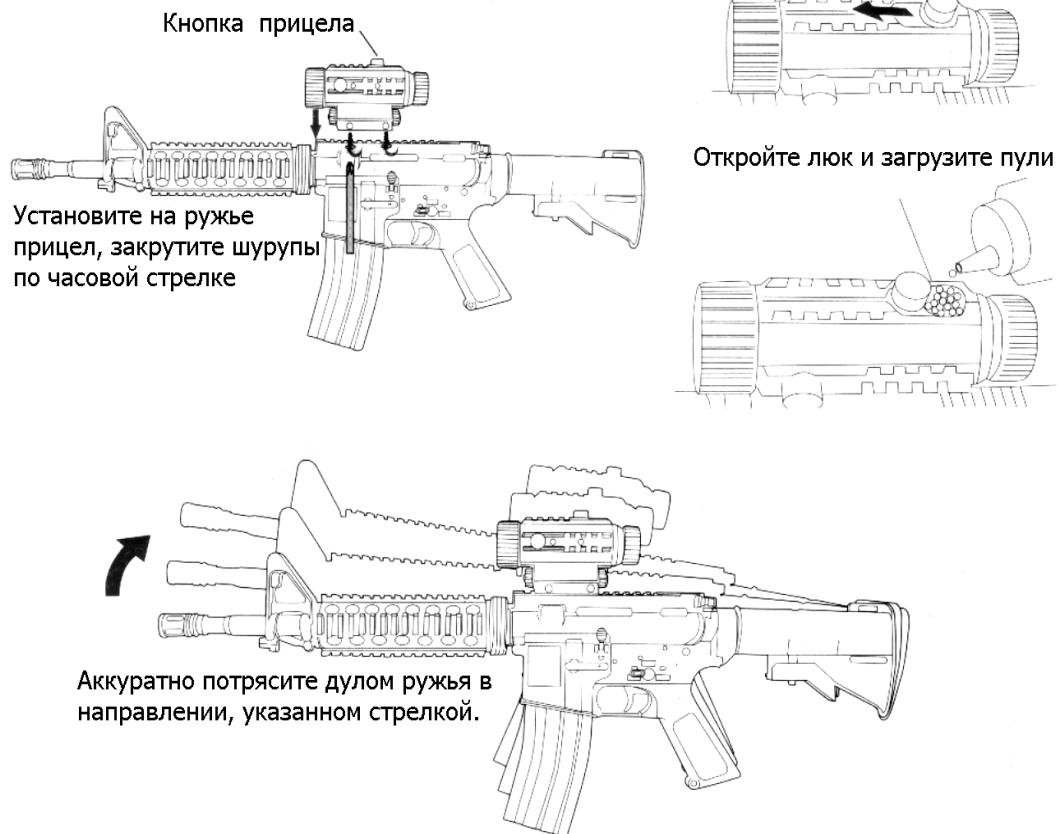 Кнопка прицела
Откройте люк и загрузите пули
Установите на ружье
прицел, закрутите шурупы
по часовой стрелке
Аккуратно потрясите дулом ружья в
направлении, указанном стрелкой.